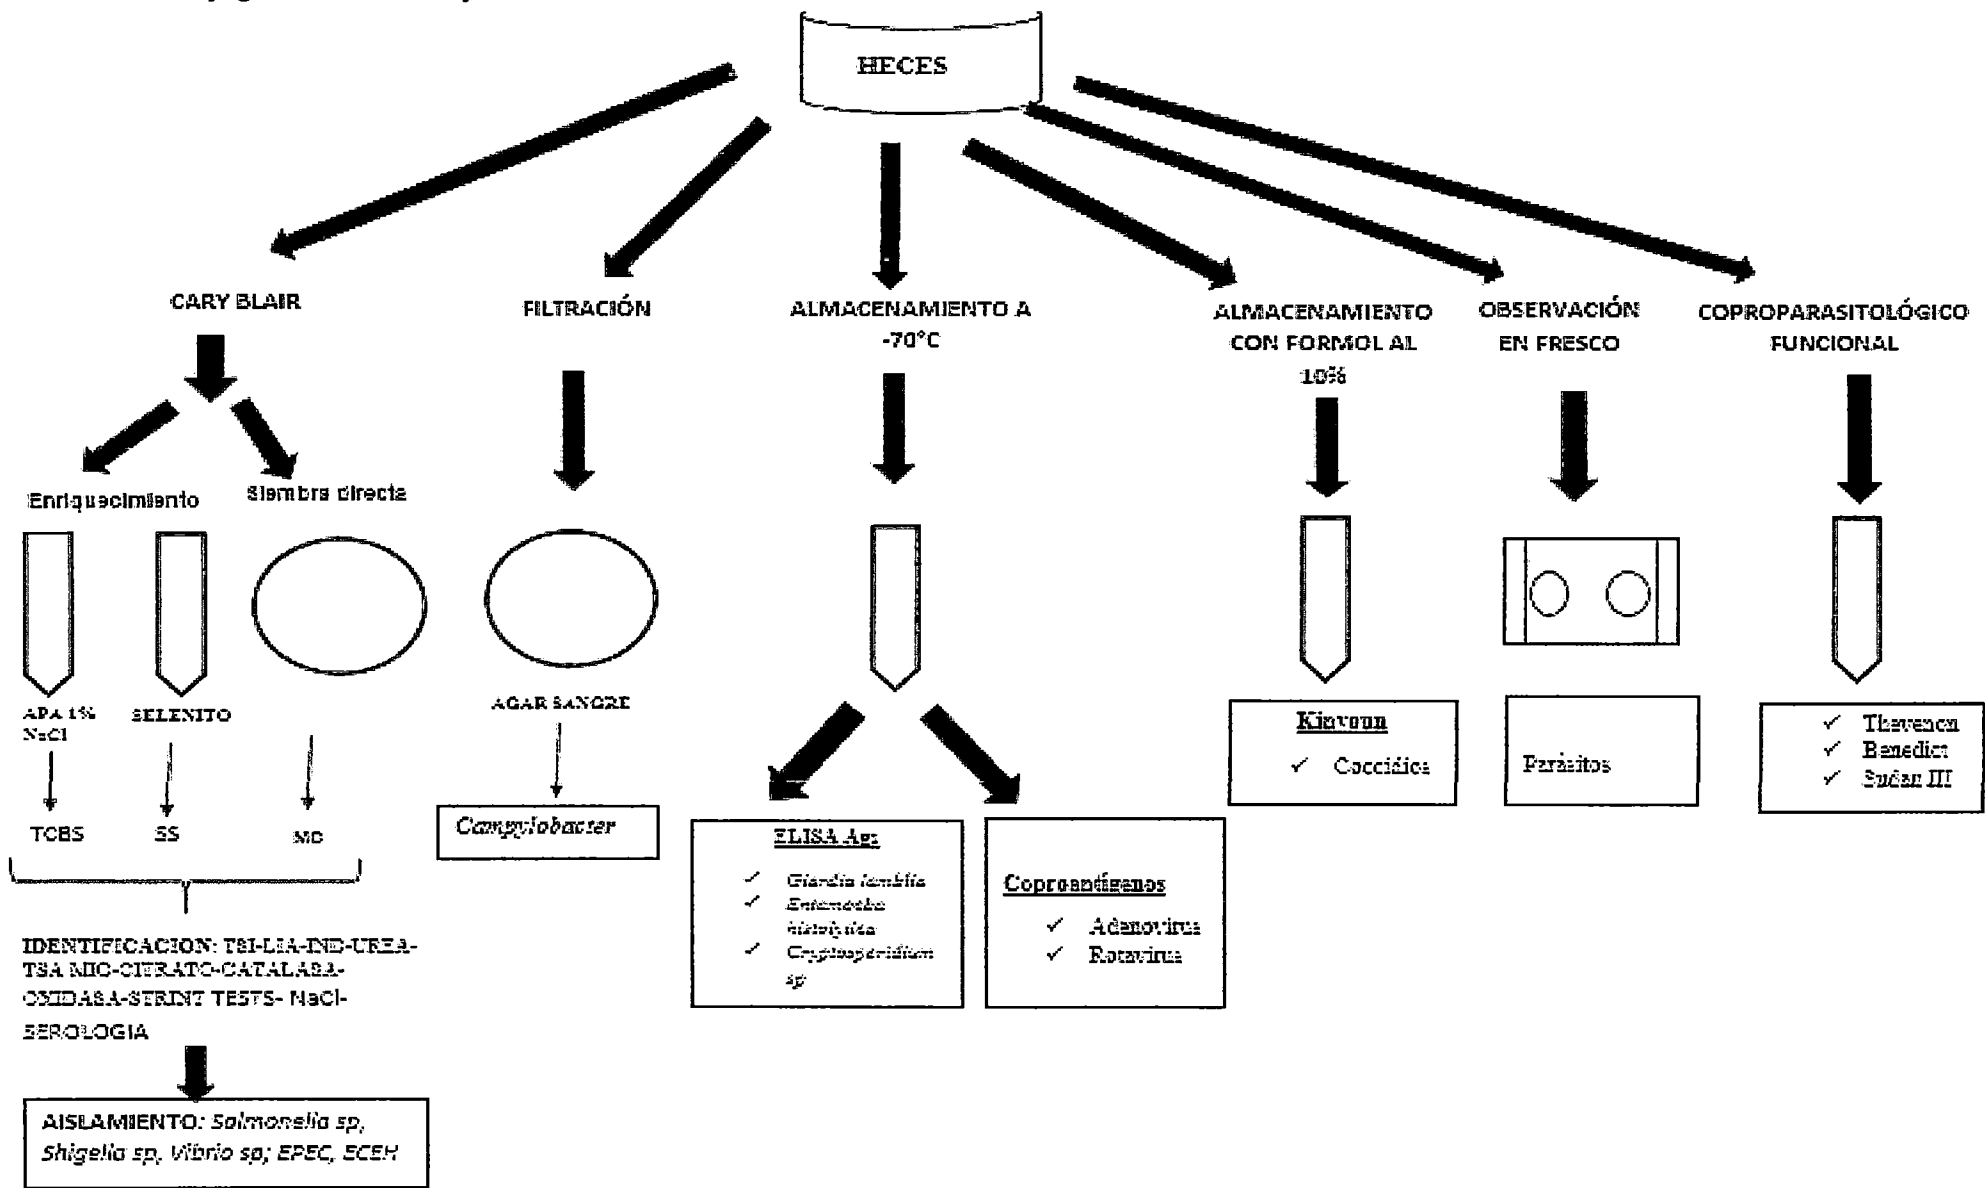 HECES
CARY BLAIR
FILTRACIÓN
ALMACENAMIENTO A
-70°C
ALMACENAMIENTO
CON FORMOL AL
10%
OBSERVACIÓN
EN FRESCO
COPROPARASITOLÓGICO
FUNCIONAL
Enriquecimiento
Siembra directa
APA 1%
NaCl
SELENITO
AGAR SANGRE
TCBS
SS
MC
Campylobacter
ELISA Ag:
✓ Giardia lamblia
✓ Entamoeba
histolytica
✓ Cryptosporidium
sp
Coproantígenos
✓ Adenovirus
✓ Rotavirus
Kinyoun
✓ Coccidios
Parásitos
✓ Thevenon
✓ Benedict
✓ Sudan III
IDENTIFICACION: TSI-LIA-IND-UREA-
TSA MIO-CITRATO-CATALASA-
OXIDASA-STRINT TESTS- NaCl-
SEROLOGIA
AISLAMIENTO: Salmonella sp,
Shigella sp, Vibrio sp; EPEC, ECEH